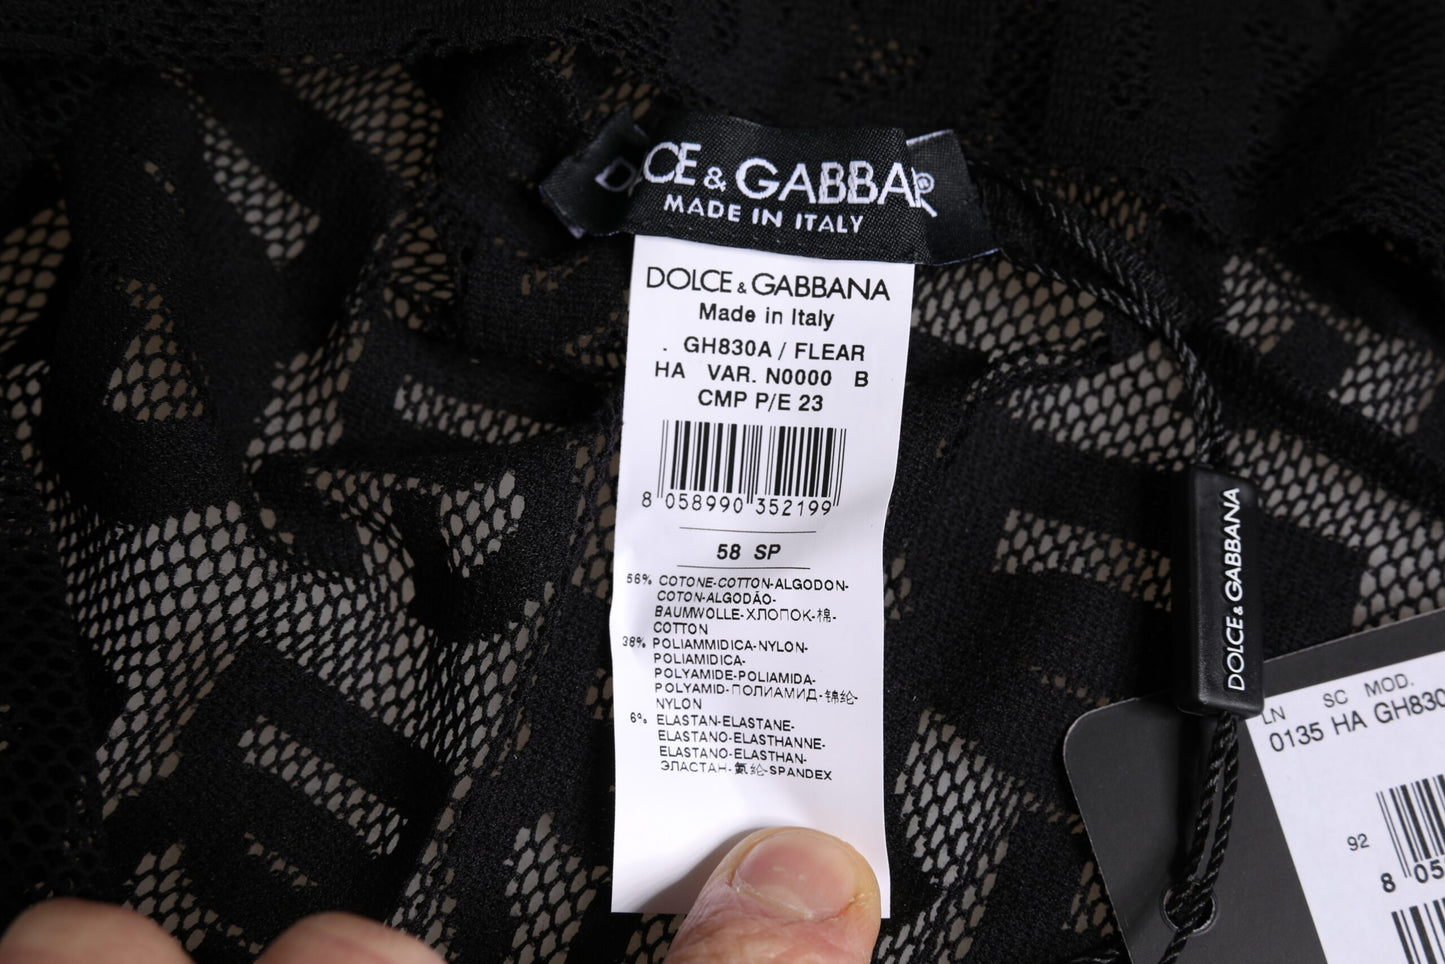 DOLCE & GABBA R®
MADE IN ITALY
DOLCE & GABBANA
Made in Italy
. GH830A / FLEAR
HA VAR. N0000 B
CMP P/E 23
8 058990 352199
58 SP
56% COTONE-COTTON-ALGODON-
COTON-ALGODÃO-
BAUMWOLLE-ХЛОПОК-棉-
COTTON
38% POLIAMMIDICA-NYLON-
POLIAMIDICA-
POLYAMIDE-POLIAMIDA-
POLYAMID-ПОЛИАМИД-锦纶-
NYLON
6% ELASTAN-ELASTANE-
ELASTANO-ELASTHANNE-
ELASTANO-ELASTHAN-
ЭЛАСТАН-氨纶-SPANDEX
DOLCE & GABBANA
LN SC MOD.
0135 HA GH830
92
8 05